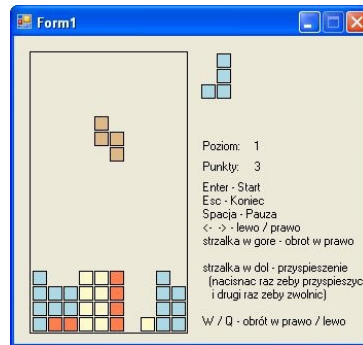 Form1
Poziom: 1
Punkty: 3
Enter - Start
Esc - Koniec
Spacja - Pauza
<- -> - lewo / prawo
strzalka w gore - obrot w prawo
strzalka w dol - przyspieszenie
(nacisnac raz zeby przyspieszyc
i drugi raz zeby zwolnic)
W / Q - obrót w prawo / lewo